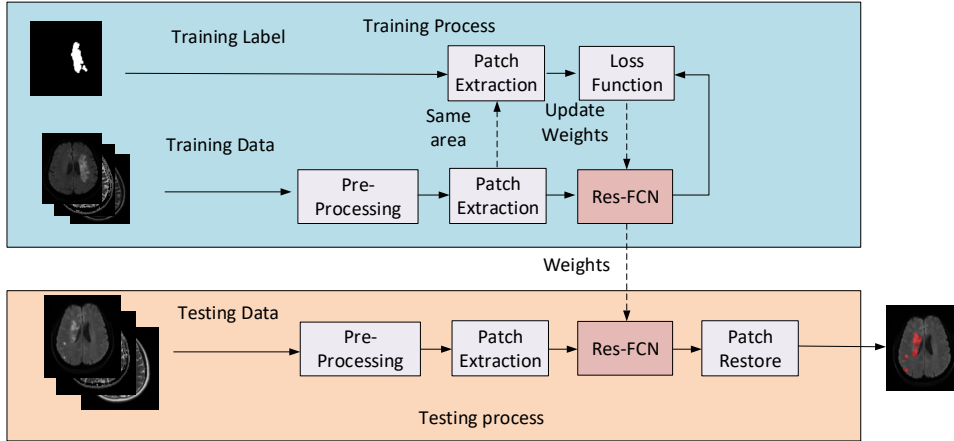 Training Process
Training Label
Patch
Extraction
Loss
Function
Same
area
Update
Weights
Training Data
Pre-
Processing
Patch
Extraction
Res-FCN
Weights
Testing Data
Pre-
Processing
Patch
Extraction
Res-FCN
Patch
Restore
Testing process